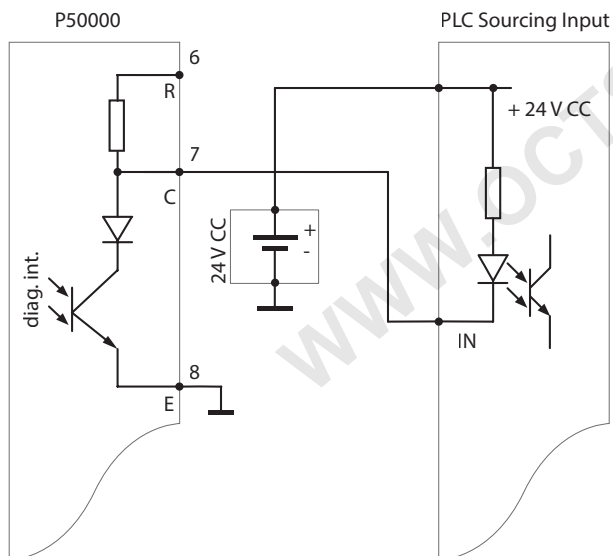 P50000
PLC Sourcing Input
6
R
+ 24 V CC
7
C
24 V CC
+
-
diag. int.
IN
8
E
WWW.OCT